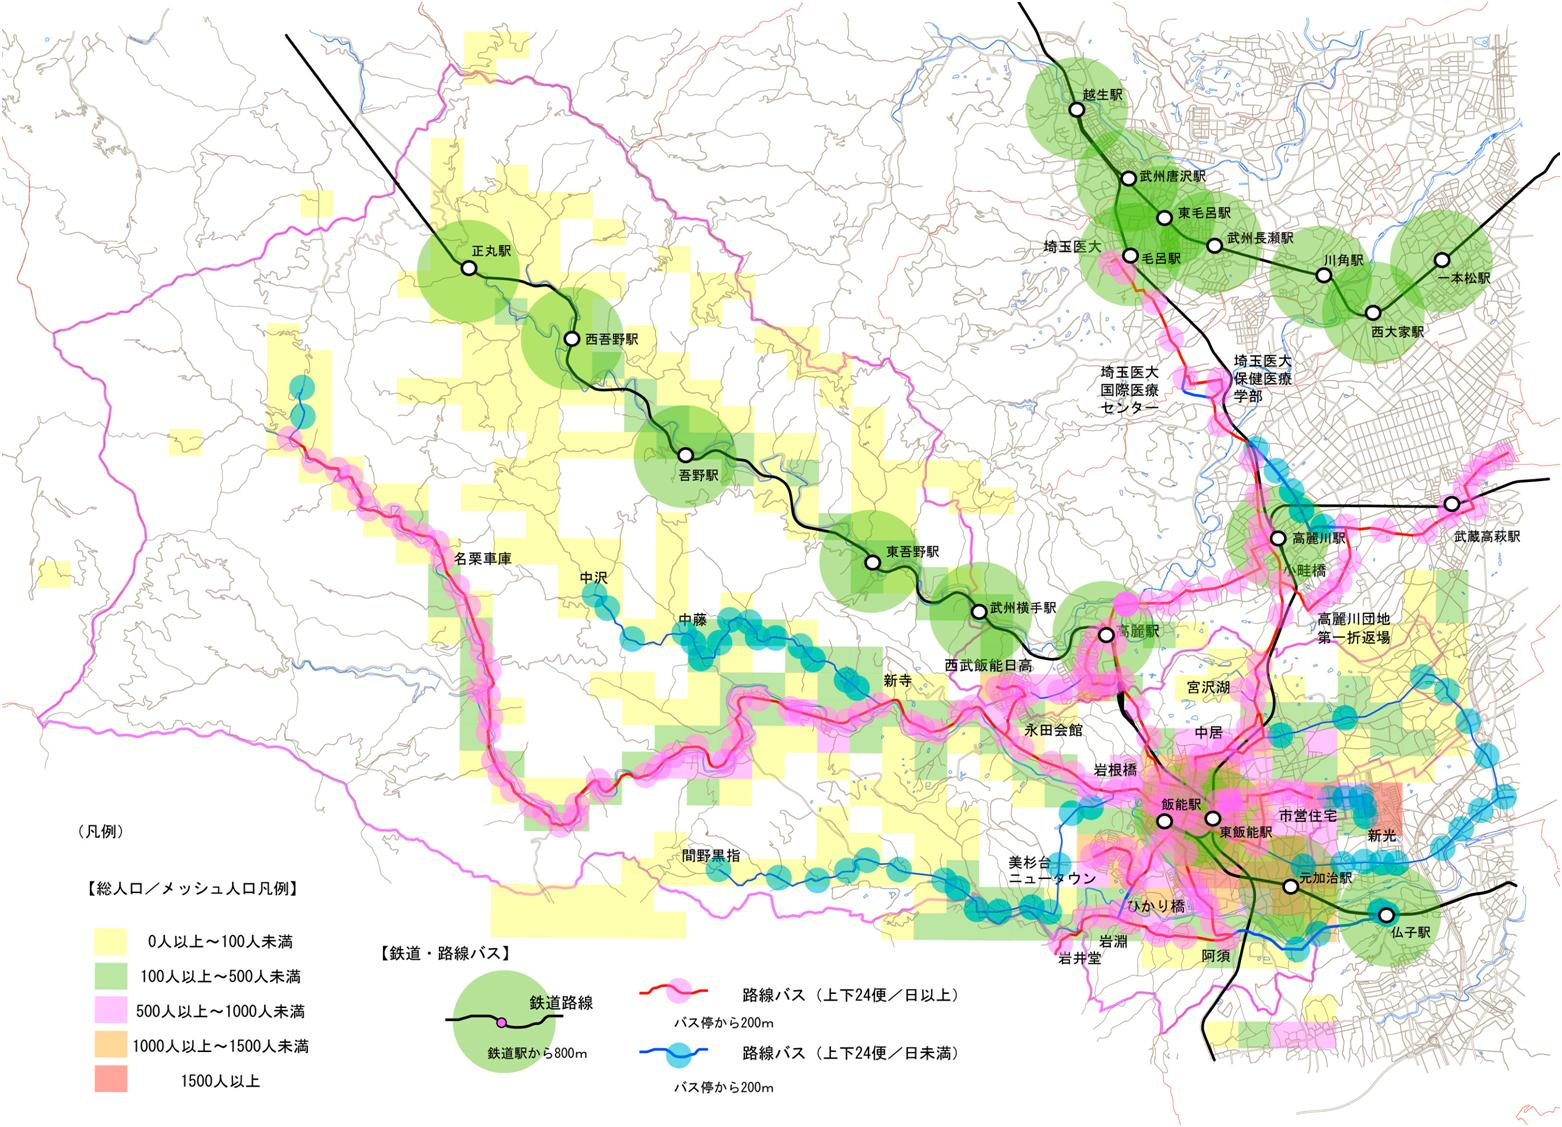 越生駅
武州唐沢駅
東毛呂駅
武州長瀬駅
埼玉医大
毛呂駅
川角駅
一本松駅
西大家駅
正丸駅
西吾野駅
埼玉医大
国際医療
センター
埼玉医大
保健医療
学部
吾野駅
武蔵高萩駅
高麗川駅
東吾野駅
名栗車庫
小畦橋
中沢
武州横手駅
中藤
高麗川団地
第一折返場
高麗駅
西武飯能日高
新寺
宮沢湖
永田会館
中居
岩根橋
飯能駅
市営住宅
東飯能駅
新光
間野黒指
美杉台
ニュータウン
元加治駅
ひかり橋
仏子駅
岩淵
岩井堂
阿須
（凡例）
【総人口／メッシュ人口凡例】
0人以上～100人未満
100人以上～500人未満
500人以上～1000人未満
1000人以上～1500人未満
1500人以上
【鉄道・路線バス】
鉄道路線
鉄道駅から800m
路線バス（上下24便／日以上）
バス停から200m
路線バス（上下24便／日未満）
バス停から200m